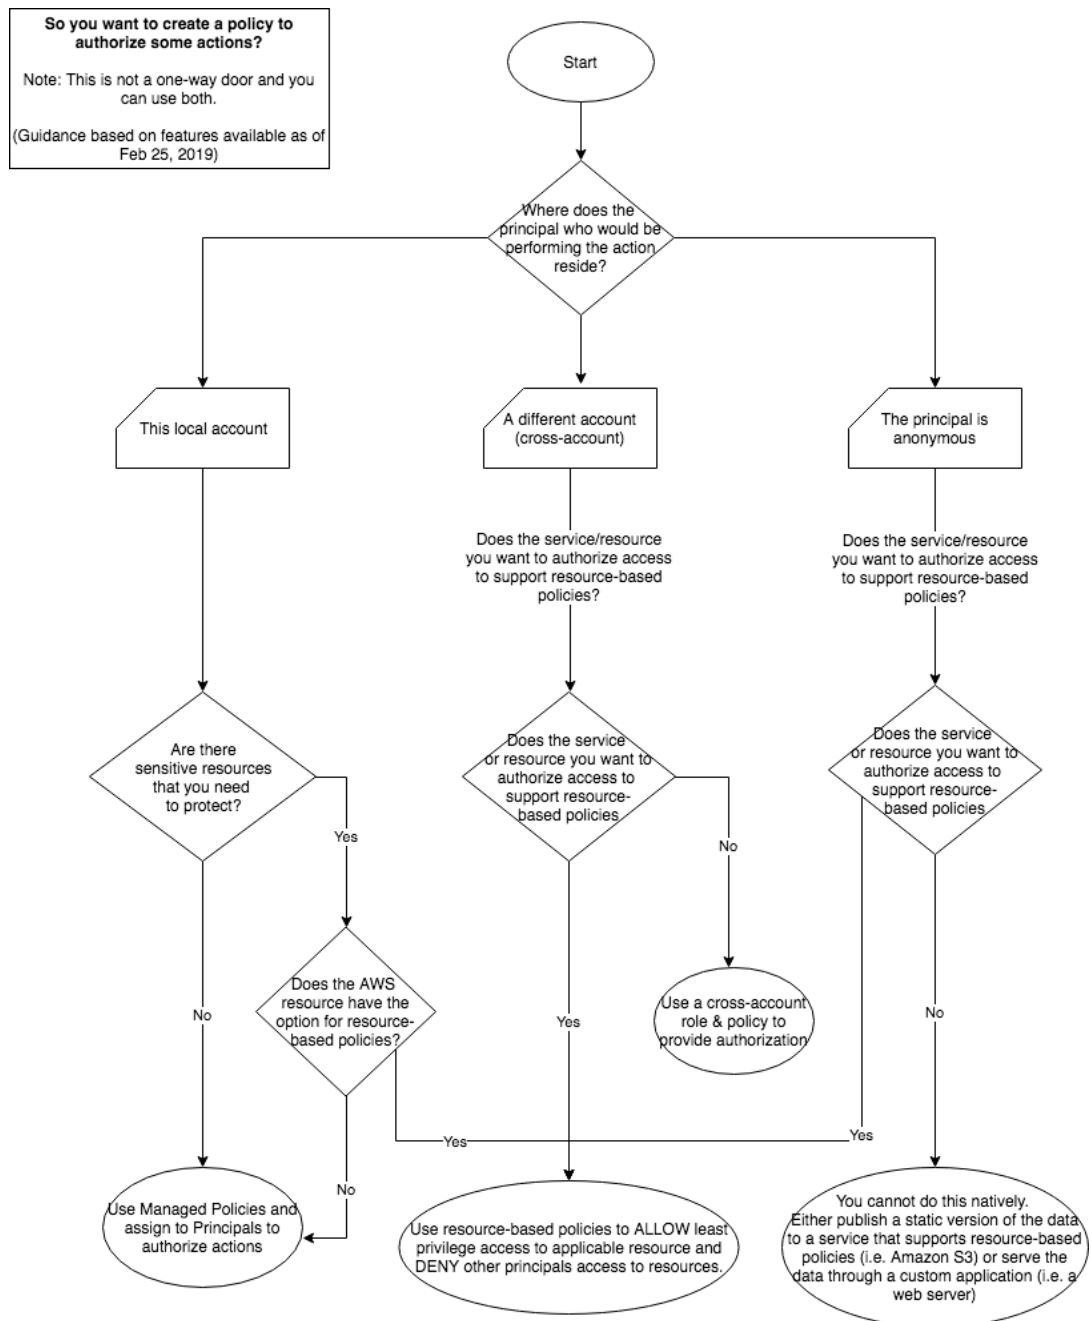 So you want to create a policy to
authorize some actions?
Note: This is not a one-way door and you
can use both.
(Guidance based on features available as of
Feb 25, 2019)
Start
Where does the
principal who would be
performing the action
reside?
This local account
A different account
(cross-account)
The principal is
anonymous
Does the service/resource
you want to authorize access
to support resource-based
policies?
Does the service/resource
you want to authorize access
to support resource-based
policies?
Are there
sensitive resources
that you need
to protect?
Does the service
or resource you want to
authorize access to
support resource-
based policies
Does the service
or resource you want to
authorize access to
support resource-
based policies
Yes
No
Does the AWS
resource have the
option for resource-
based policies?
Use a cross-account
role & policy to
provide authorization
No
Yes
No
Yes
Yes
No
Use Managed Policies and
assign to Principals to
authorize actions
Use resource-based policies to ALLOW least
privilege access to applicable resource and
DENY other principals access to resources.
You cannot do this natively.
Either publish a static version of the data
to a service that supports resource-based
policies (i.e. Amazon S3) or serve the
data through a custom application (i.e. a
web server)